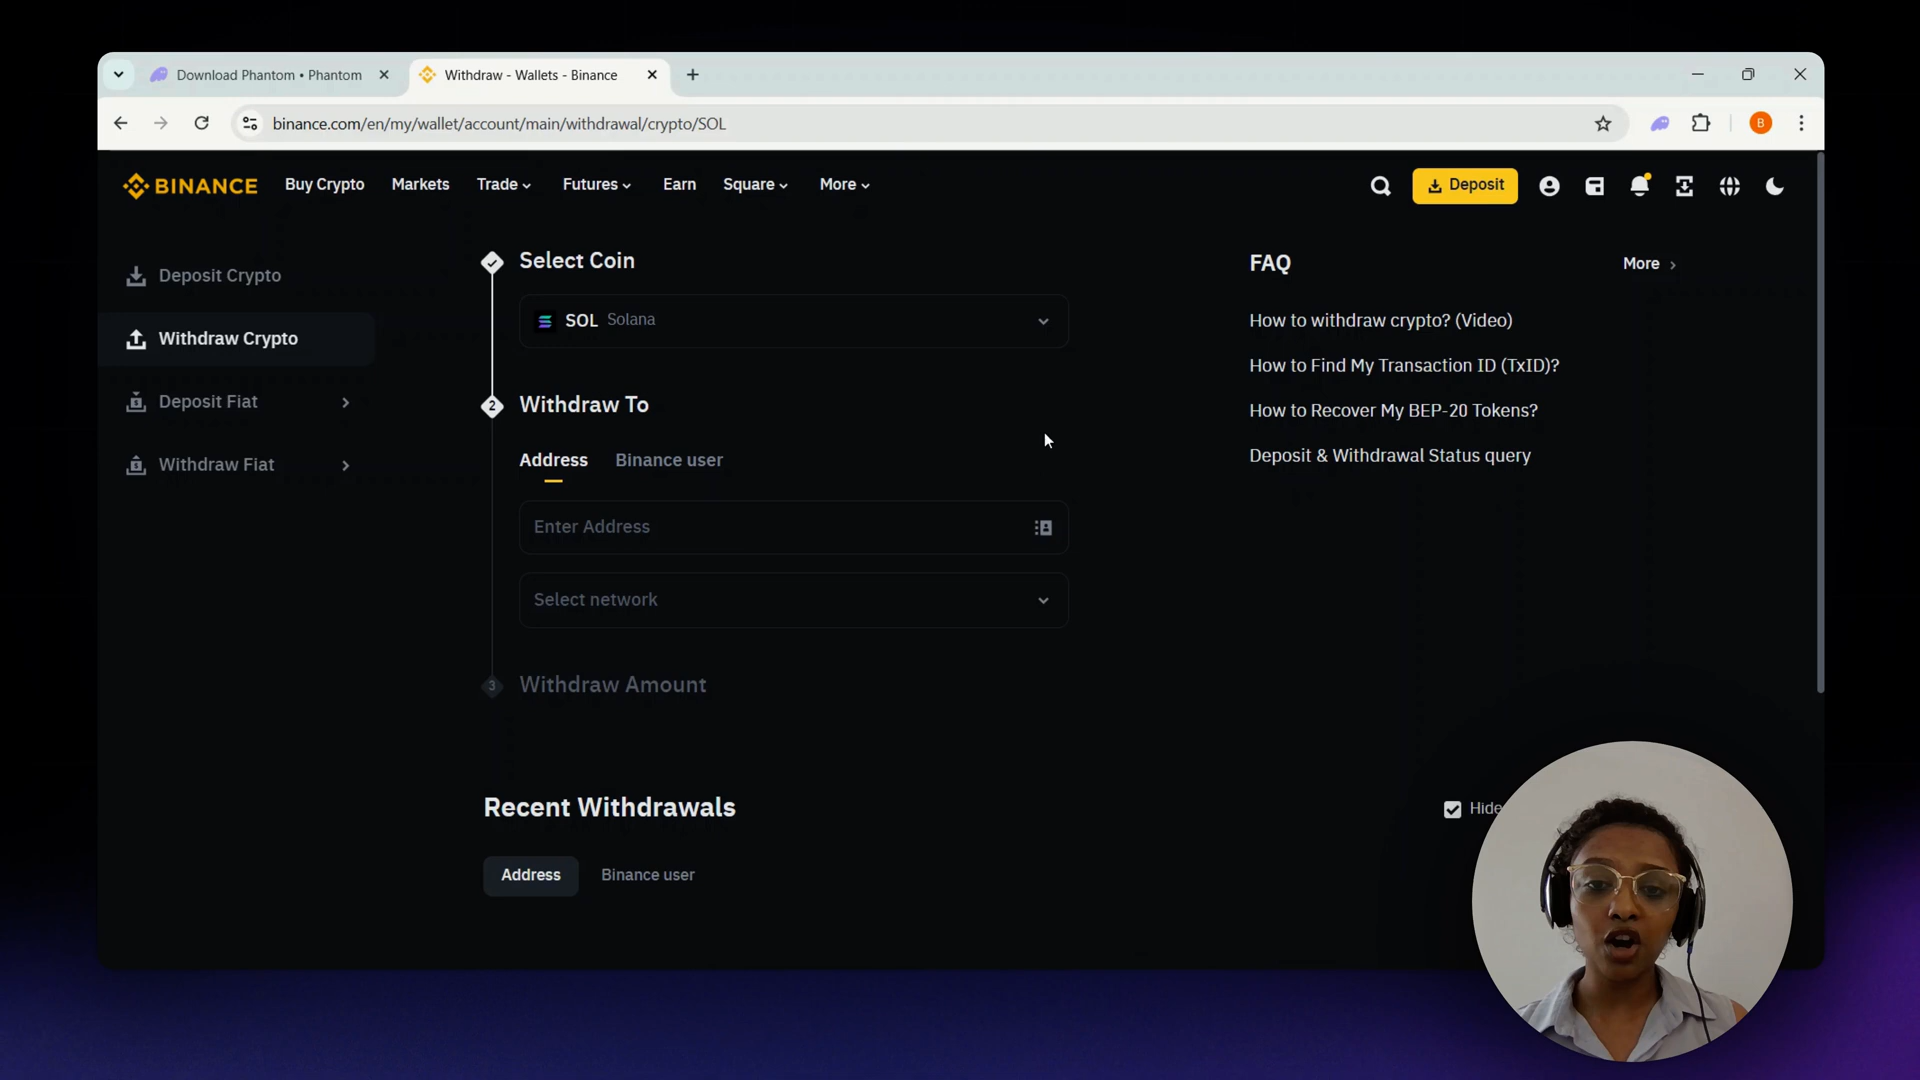 Download Phantom • Phantom
Withdraw - Wallets - Binance
binance.com/en/my/wallet/account/main/withdrawal/crypto/SOL
B
BINANCE
Buy Crypto
Markets
Trade
Futures
Earn
Square
More
Deposit
Deposit Crypto
Withdraw Crypto
Deposit Fiat
Withdraw Fiat
Select Coin
SOL Solana
2
Withdraw To
Address
Binance user
Enter Address
Select network
3
Withdraw Amount
FAQ
More
How to withdraw crypto? (Video)
How to Find My Transaction ID (TxID)?
How to Recover My BEP-20 Tokens?
Deposit & Withdrawal Status query
Recent Withdrawals
Hide
Address
Binance user